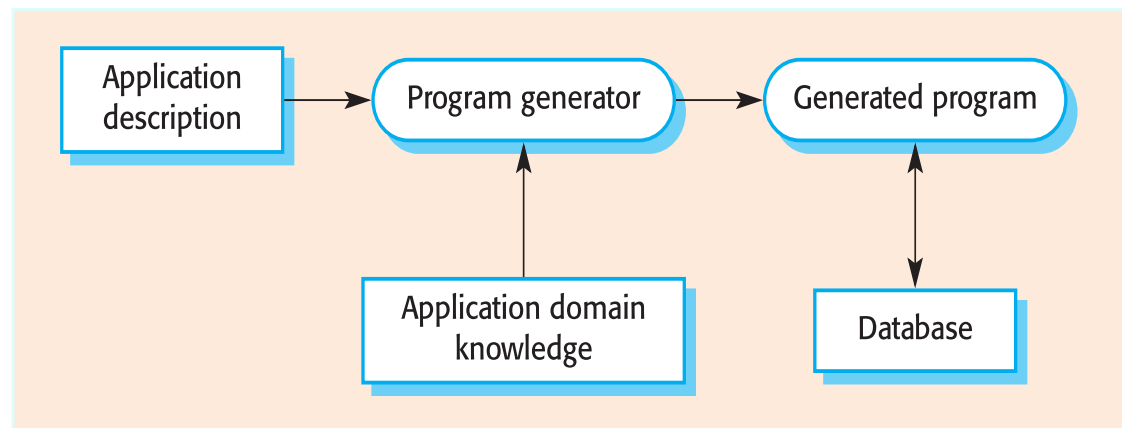 Application
description
Program generator
Generated program
Application domain
knowledge
Database